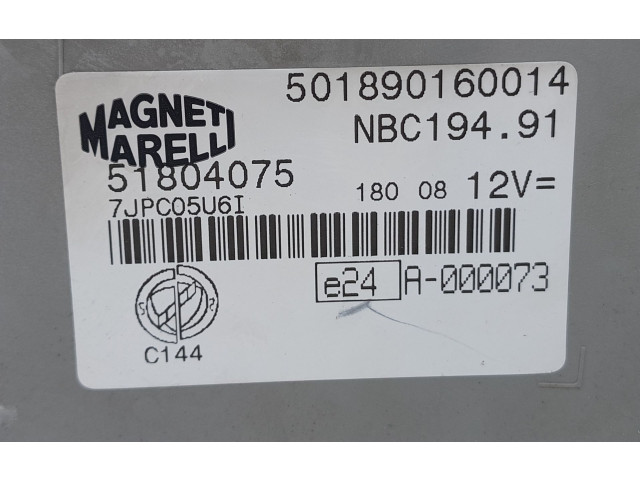 MAGNETI
MARELLI
501890160014
NBC194.91
51804075
7JPC05U6I
180 08 12V=
e24 A-000073
S S
C144